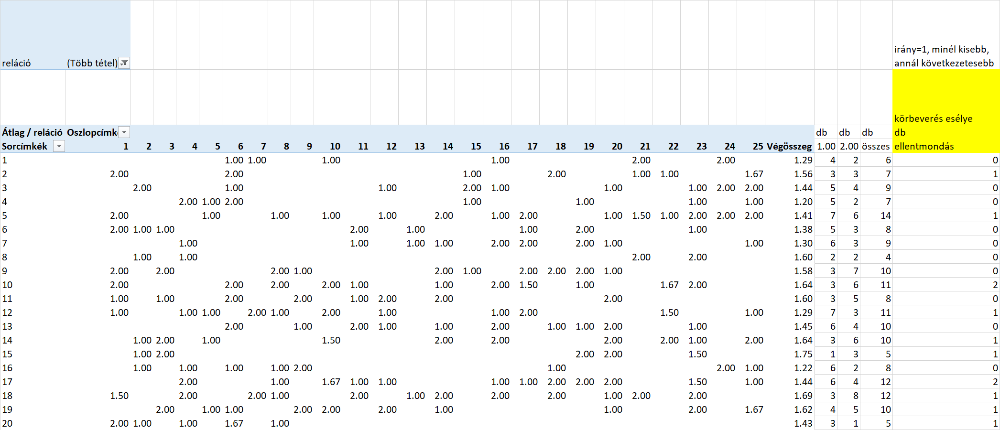 irány=1, minél kisebb,
reláció (Több tétel) annál következetesebb
körbeverés esélye
Átlag / reláció Oszlopcímké db db db db
Sorcímkék 1 2 3 4 5 6 7 8 9 10 11 12 13 14 15 16 17 18 19 20 21 22 23 24 25 Végösszeg 1.00 2.00 összes ellentmondás
1 1.00 1.00 1.00 1.00 2.00 2.00 1.29 4 2 6 0
2 2.00 2.00 1.00 2.00 1.00 1.00 1.67 1.56 3 3 7 1
3 2.00 1.00 1.00 2.00 1.00 1.00 1.00 2.00 2.00 1.44 5 4 9 0
4 2.00 1.00 2.00 1.00 1.00 1.00 1.00 1.20 5 2 7 0
5 2.00 1.00 1.00 1.00 1.00 2.00 1.00 2.00 1.00 1.50 1.00 2.00 2.00 2.00 1.41 7 6 14 1
6 2.00 1.00 1.00 2.00 1.00 1.00 2.00 1.00 1.38 5 3 8 0
7 1.00 1.00 1.00 1.00 2.00 2.00 2.00 1.00 1.00 1.30 6 3 9 0
8 1.00 1.00 2.00 2.00 1.60 2 2 4 0
9 2.00 2.00 2.00 1.00 2.00 1.00 2.00 2.00 2.00 1.00 1.58 3 7 10 0
10 2.00 2.00 2.00 2.00 1.00 1.00 2.00 1.50 1.00 1.67 2.00 1.64 3 6 11 2
11 1.00 1.00 2.00 2.00 1.00 2.00 2.00 2.00 1.60 3 5 8 0
12 1.00 1.00 1.00 2.00 1.00 2.00 1.00 1.00 2.00 1.50 1.00 1.29 7 3 11 1
13 2.00 1.00 2.00 1.00 1.00 2.00 1.00 1.00 2.00 1.00 1.45 6 4 10 0
14 1.00 2.00 1.00 1.50 2.00 2.00 2.00 2.00 1.00 2.00 1.64 3 6 10 1
15 1.00 2.00 2.00 2.00 1.50 1.75 1 3 5 1
16 1.00 1.00 1.00 1.00 2.00 1.00 2.00 1.00 1.22 6 2 8 0
17 2.00 1.00 1.67 1.00 1.00 1.00 1.00 2.00 2.00 2.00 1.50 1.00 1.44 6 4 12 2
18 1.50 2.00 2.00 1.00 2.00 1.00 2.00 2.00 2.00 1.00 2.00 2.00 1.69 3 8 12 1
19 2.00 1.00 1.00 2.00 2.00 2.00 1.00 1.00 2.00 1.67 1.62 4 5 10 1
20 2.00 1.00 1.00 1.67 1.00 1.43 3 1 5 1